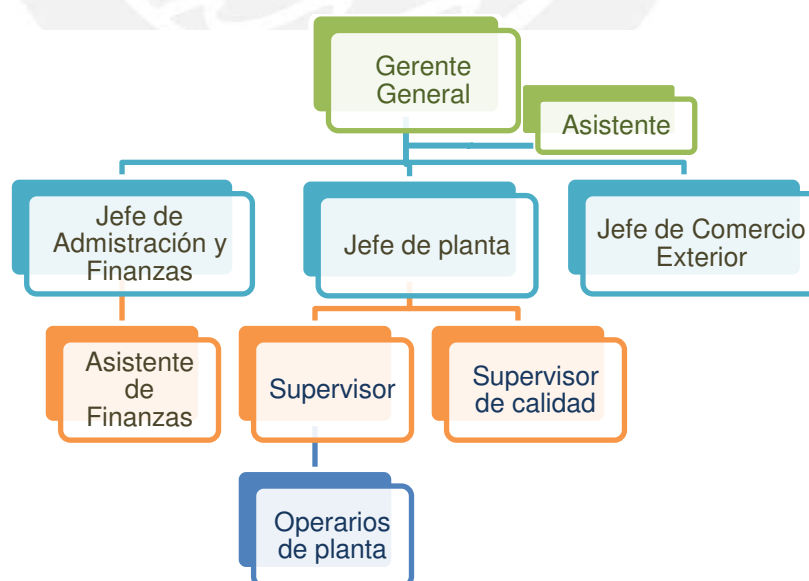 Gerente
General
Asistente
Jefe de
Admistración y
Finanzas
Jefe de planta
Jefe de Comercio
Exterior
Asistente
de
Finanzas
Supervisor
Supervisor
de calidad
Operarios
de planta